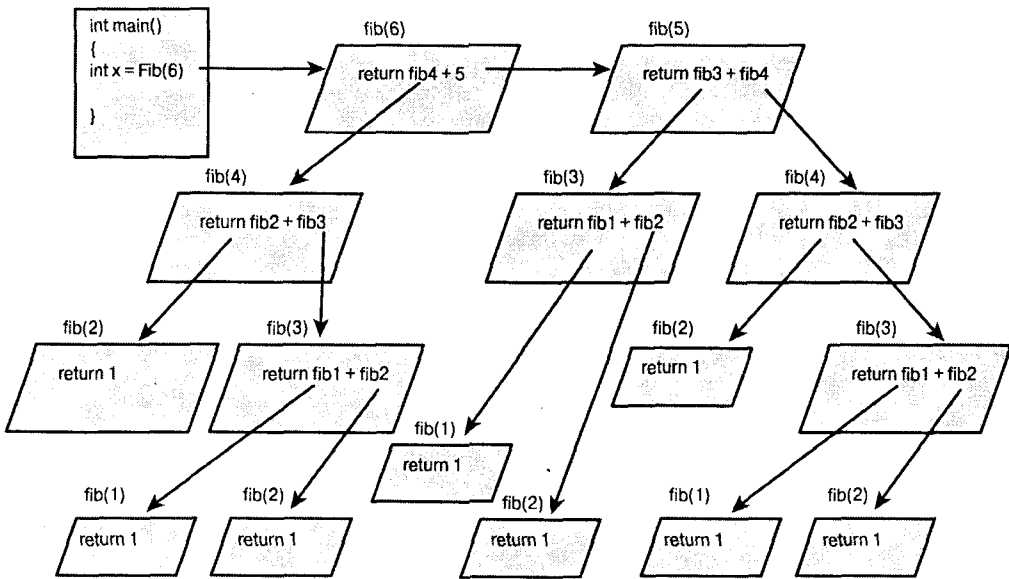 int main()
{
int x = Fib(6)
}
fib(6)
return fib4 + 5
fib(5)
return fib3 + fib4
fib(4)
return fib2 + fib3
fib(3)
return fib1 + fib2
fib(4)
return fib2 + fib3
fib(2)
return 1
fib(3)
return fib1 + fib2
fib(2)
return 1
fib(3)
return fib1 + fib2
fib(1)
return 1
fib(1)
return 1
fib(2)
return 1
fib(2)
return 1
fib(1)
return 1
fib(2)
return 1